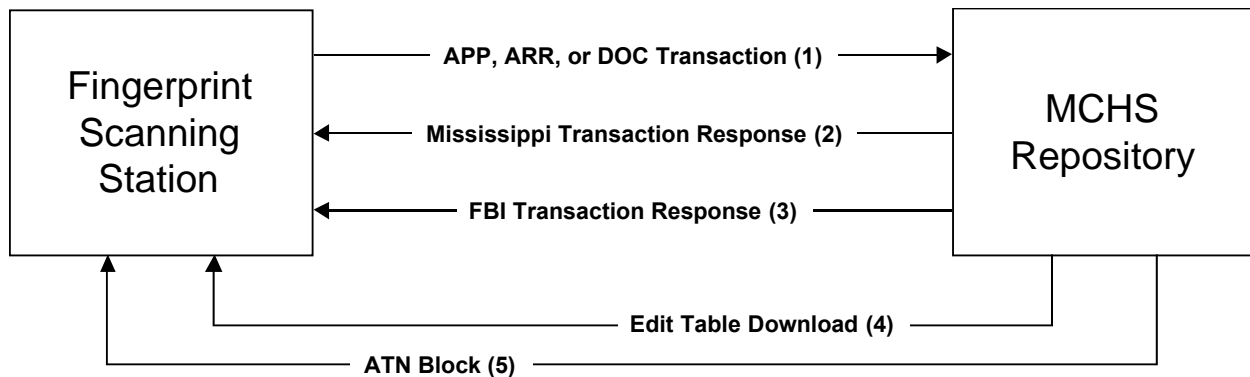 Fingerprint
Scanning
Station
APP, ARR, or DOC Transaction (1)
Mississippi Transaction Response (2)
FBI Transaction Response (3)
MCHS
Repository
Edit Table Download (4)
ATN Block (5)